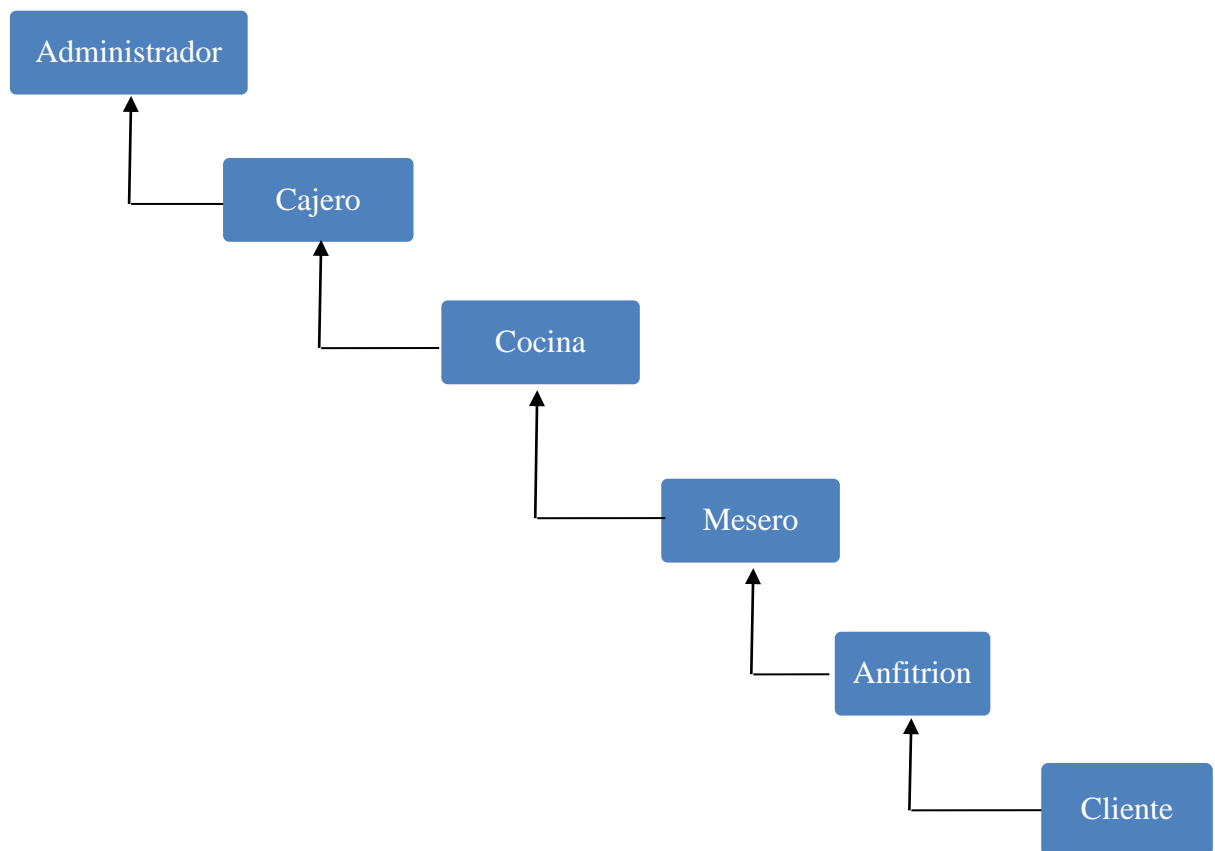 Administrador
Cajero
Cocina
Mesero
Anfitrion
Cliente